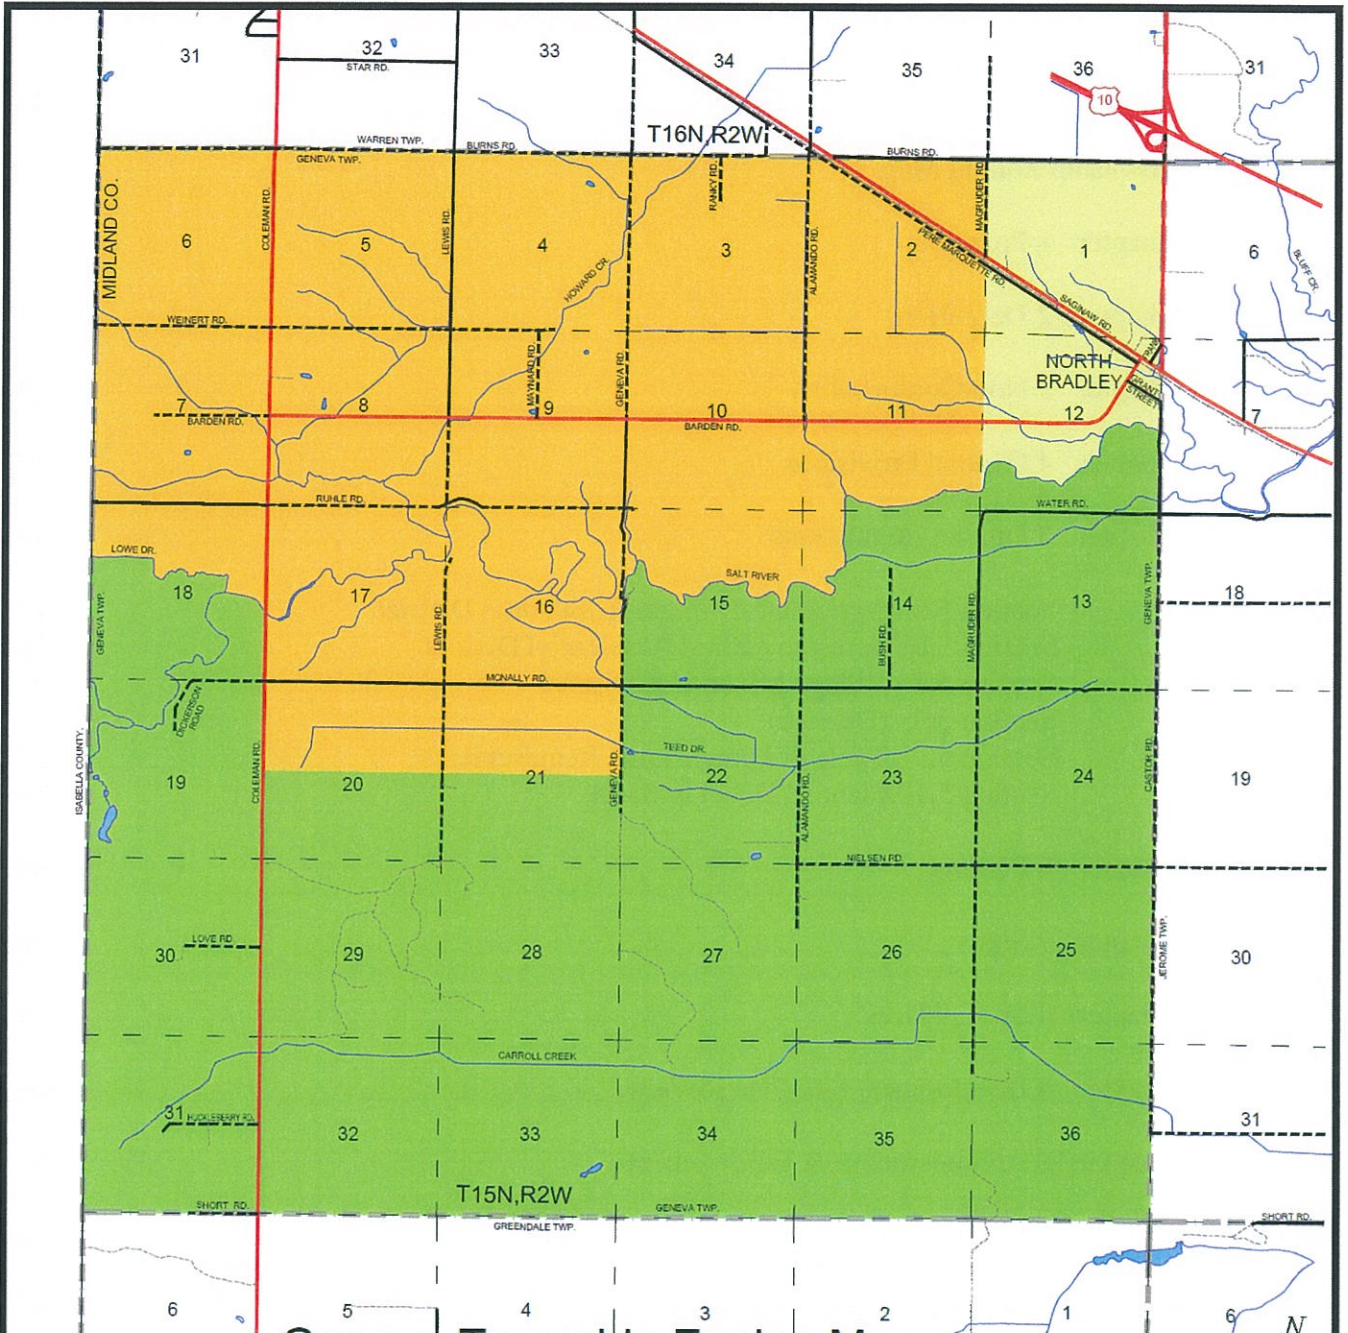 31
32
33
34
35
36
31
STAR RD.
10
T16N R2W
WARREN TWP.
BURNS RD.
BURNS RD.
GENEVA TWP.
MIDLAND CO.
COLEMAN RD.
LEWIS RD.
RANKY RD.
ALAMANDO RD.
MAGRUDER RD.
6
5
4
3
2
1
6
HOWARD CR.
PERE MARQUETTE RD.
SAGINAW RD.
BLUFF CR.
WEINERT RD.
MAYNARD RD.
GENEVA RD.
NORTH
BRADLEY
GRANT
STREET
7
8
9
10
11
12
7
BARDEN RD.
BARDEN RD.
RUHLE RD.
WATER RD.
LOWE DR.
SALT RIVER
GENEVA TWP.
18
17
16
15
14
13
18
LEWIS RD.
BUSH RD.
MAGRUDER RD.
GENEVA TWP.
MCNALLY RD.
DICKERSON
ROAD
ISABELLA COUNTY.
COLEMAN RD.
GENEVA RD.
TEED DR.
ALAMANDO RD.
CASTOR RD.
19
20
21
22
23
24
19
NIELSEN RD.
LOVE RD.
30
29
28
27
26
25
30
JEROME TWP.
CARROLL CREEK
31
HUCKLEBERRY RD.
32
33
34
35
36
31
T15N,R2W
SHORT RD.
GENEVA TWP.
GREENDALE TWP.
SHORT RD.
6
5
4
3
2
1
6
N